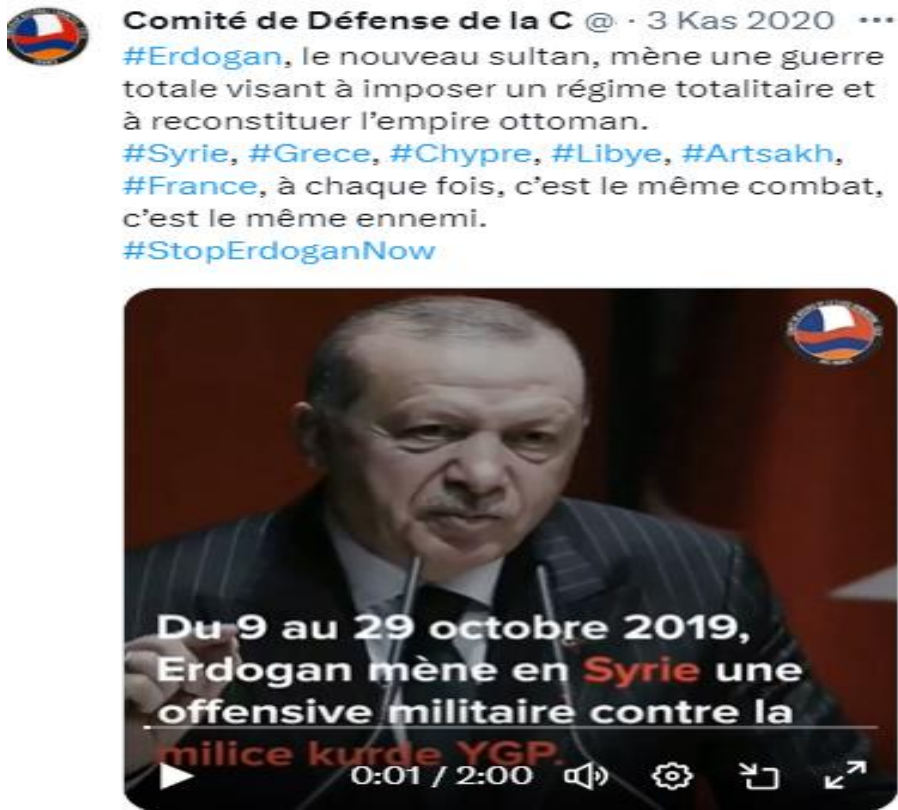 Comité de Défense de la C @ · 3 Kas 2020 ···
#Erdogan, le nouveau sultan, mène une guerre
totale visant à imposer un régime totalitaire et
à reconstituer l’empire ottoman.
#Syrie, #Grece, #Chypre, #Libye, #Artsakh,
#France, à chaque fois, c’est le même combat,
c’est le même ennemi.
#StopErdoganNow
Du 9 au 29 octobre 2019,
Erdogan mène en Syrie une
offensive militaire contre la
milice kurde YGP.
0:01 / 2:00